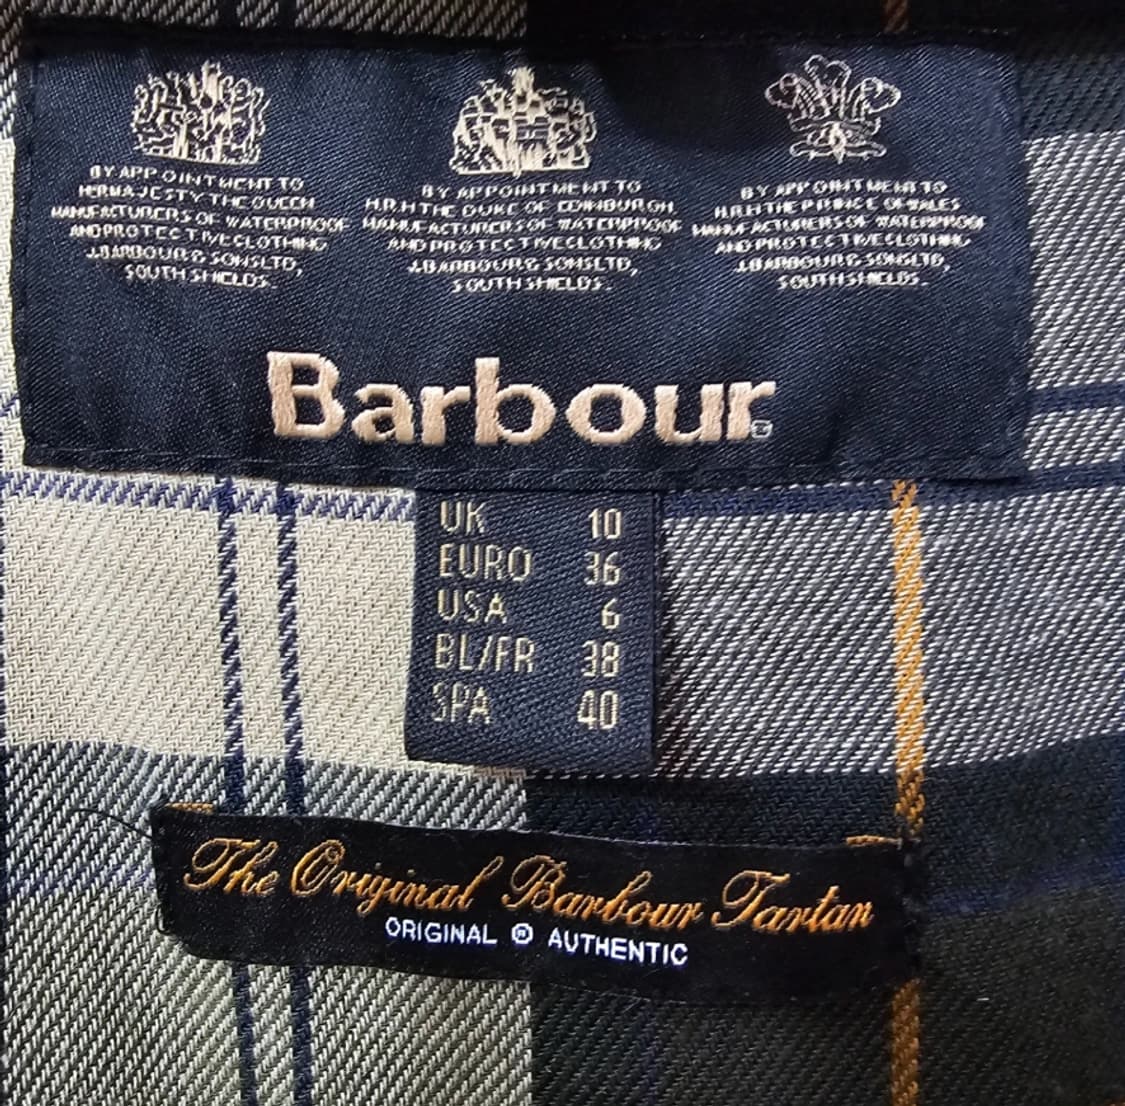 BY APPOINTMENT TO
HER MAJESTY THE QUEEN
MANUFACTURERS OF WATERPROOF
AND PROTECTIVE CLOTHING
J.BARBOUR & SONS LTD,
SOUTH SHIELDS.
BY APPOINTMENT TO
H.R.H THE DUKE OF EDINBURGH
MANUFACTURERS OF WATERPROOF
AND PROTECTIVE CLOTHING
J.BARBOUR & SONS LTD,
SOUTH SHIELDS.
BY APPOINTMENT TO
H.R.H THE PRINCE OF WALES
MANUFACTURERS OF WATERPROOF
AND PROTECTIVE CLOTHING
J.BARBOUR & SONS LTD,
SOUTH SHIELDS.
Barbour®
UK 10
EURO 36
USA 6
BL/FR 38
SPA 40
The Original Barbour Tartan
ORIGINAL ® AUTHENTIC